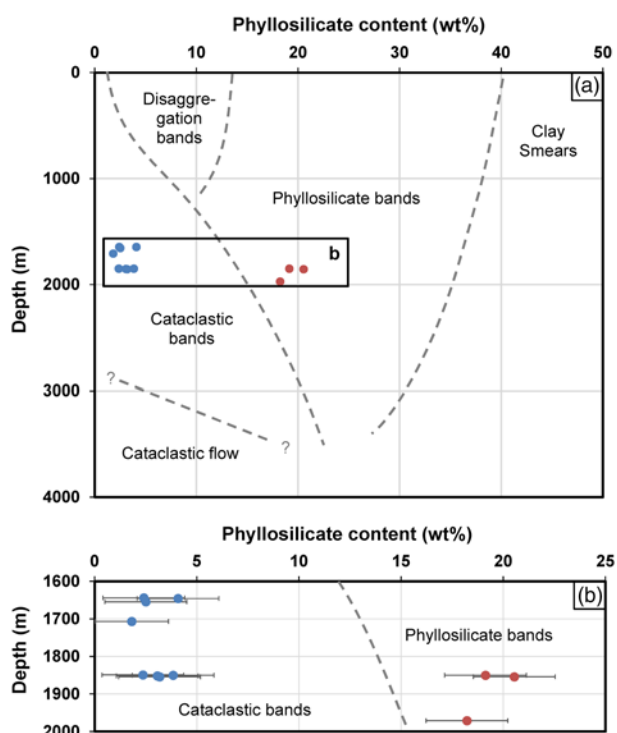 Phyllosilicate content (wt%)
0 10 20 30 40 50
0
(a)
Disaggre-
gation
bands
Clay
Smears
1000
Phyllosilicate bands
b
Depth (m)
2000
Cataclastic
bands
3000
?
?
Cataclastic flow
4000
Phyllosilicate content (wt%)
0 5 10 15 20 25
1600
(b)
1700
Phyllosilicate bands
Depth (m)
1800
1900
Cataclastic bands
2000